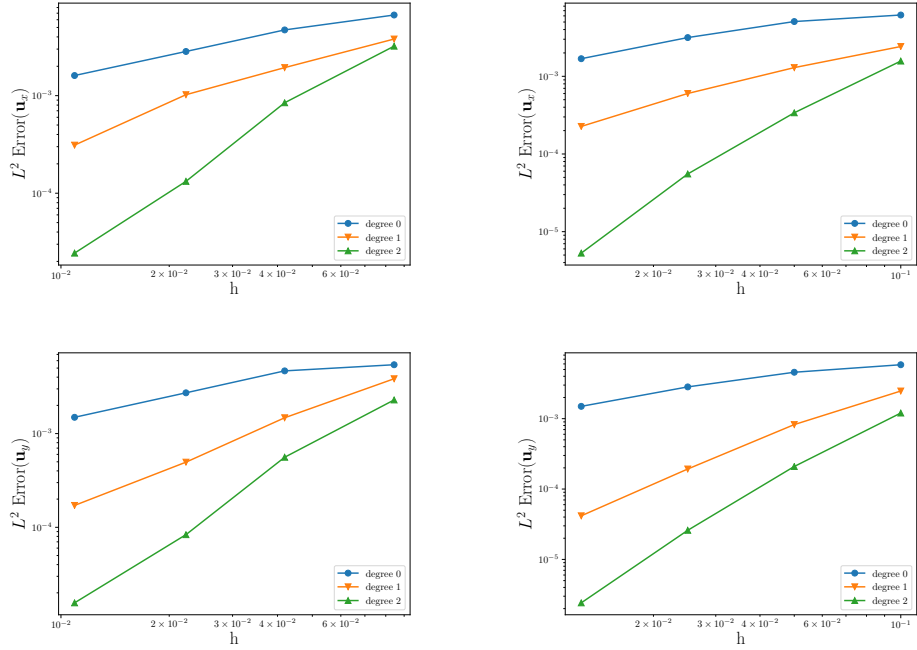 L² Error(u_x)
10⁻³
10⁻⁴
10⁻²
2 × 10⁻²
3 × 10⁻²
4 × 10⁻²
6 × 10⁻²
h
degree 0
degree 1
degree 2
L² Error(u_x)
10⁻³
10⁻⁴
10⁻⁵
2 × 10⁻²
3 × 10⁻²
4 × 10⁻²
6 × 10⁻²
10⁻¹
h
degree 0
degree 1
degree 2
L² Error(u_y)
10⁻³
10⁻⁴
10⁻²
2 × 10⁻²
3 × 10⁻²
4 × 10⁻²
6 × 10⁻²
h
degree 0
degree 1
degree 2
L² Error(u_y)
10⁻³
10⁻⁴
10⁻⁵
2 × 10⁻²
3 × 10⁻²
4 × 10⁻²
6 × 10⁻²
10⁻¹
h
degree 0
degree 1
degree 2